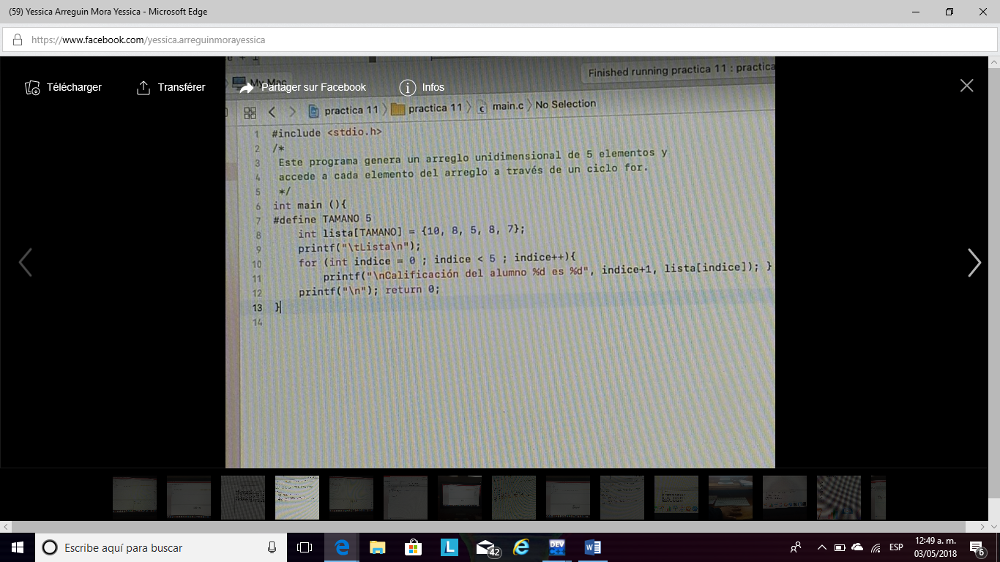 (59) Yessica Arreguin Mora Yessica - Microsoft Edge
https://www.facebook.com/yessica.arreguinmorayessica
Télécharger
Transférer
Partager sur Facebook
Infos
My Mac
Finished running practica 11 : practica
practica 11 practica 11 main.c No Selection
1 #include <stdio.h>
2 /*
3 Este programa genera un arreglo unidimensional de 5 elementos y
4 accede a cada elemento del arreglo a través de un ciclo for.
5 */
6 int main (){
7 #define TAMANO 5
8 int lista[TAMANO] = {10, 8, 5, 8, 7};
9 printf("\tLista\n");
10 for (int indice = 0 ; indice < 5 ; indice++){
11 printf("\nCalificación del alumno %d es %d", indice+1, lista[indice]); }
12 printf("\n"); return 0;
13 }
14
Escribe aquí para buscar
L
42
DEV
ESP
12:49 a. m.
03/05/2018
6